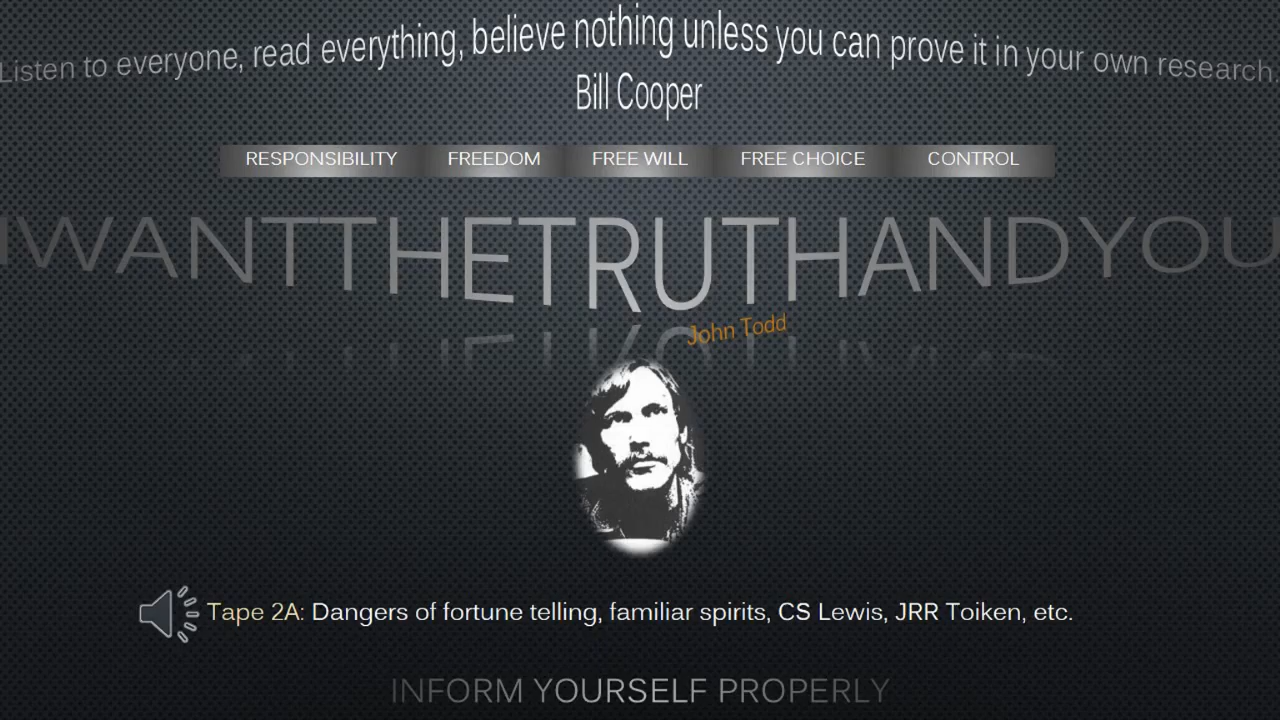 Listen to everyone, read everything, believe nothing unless you can prove it in your own research.
Bill Cooper
RESPONSIBILITY FREEDOM FREE WILL FREE CHOICE CONTROL
IWANTTHETRUTHANDYOU
John Todd
Tape 2A: Dangers of fortune telling, familiar spirits, CS Lewis, JRR Toiken, etc.
INFORM YOURSELF PROPERLY